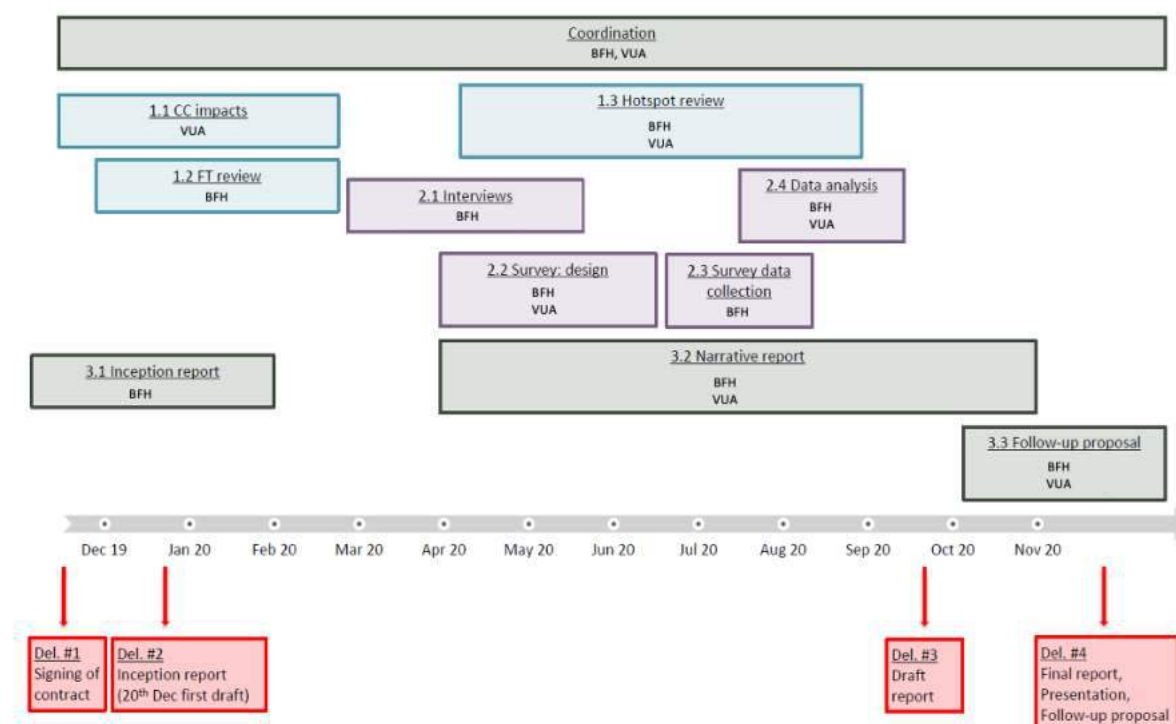 Coordination
BFH, VUA
1.1 CC impacts
VUA
1.3 Hotspot review
BFH
VUA
1.2 FT review
BFH
2.1 Interviews
BFH
2.4 Data analysis
BFH
VUA
2.2 Survey: design
BFH
VUA
2.3 Survey data
collection
BFH
3.1 Inception report
BFH
3.2 Narrative report
BFH
VUA
3.3 Follow-up proposal
BFH
VUA
Dec 19
Jan 20
Feb 20
Mar 20
Apr 20
May 20
Jun 20
Jul 20
Aug 20
Sep 20
Oct 20
Nov 20
Del. #1
Signing of
contract
Del. #2
Inception report
(20th Dec first draft)
Del. #3
Draft
report
Del. #4
Final report,
Presentation,
Follow-up proposal